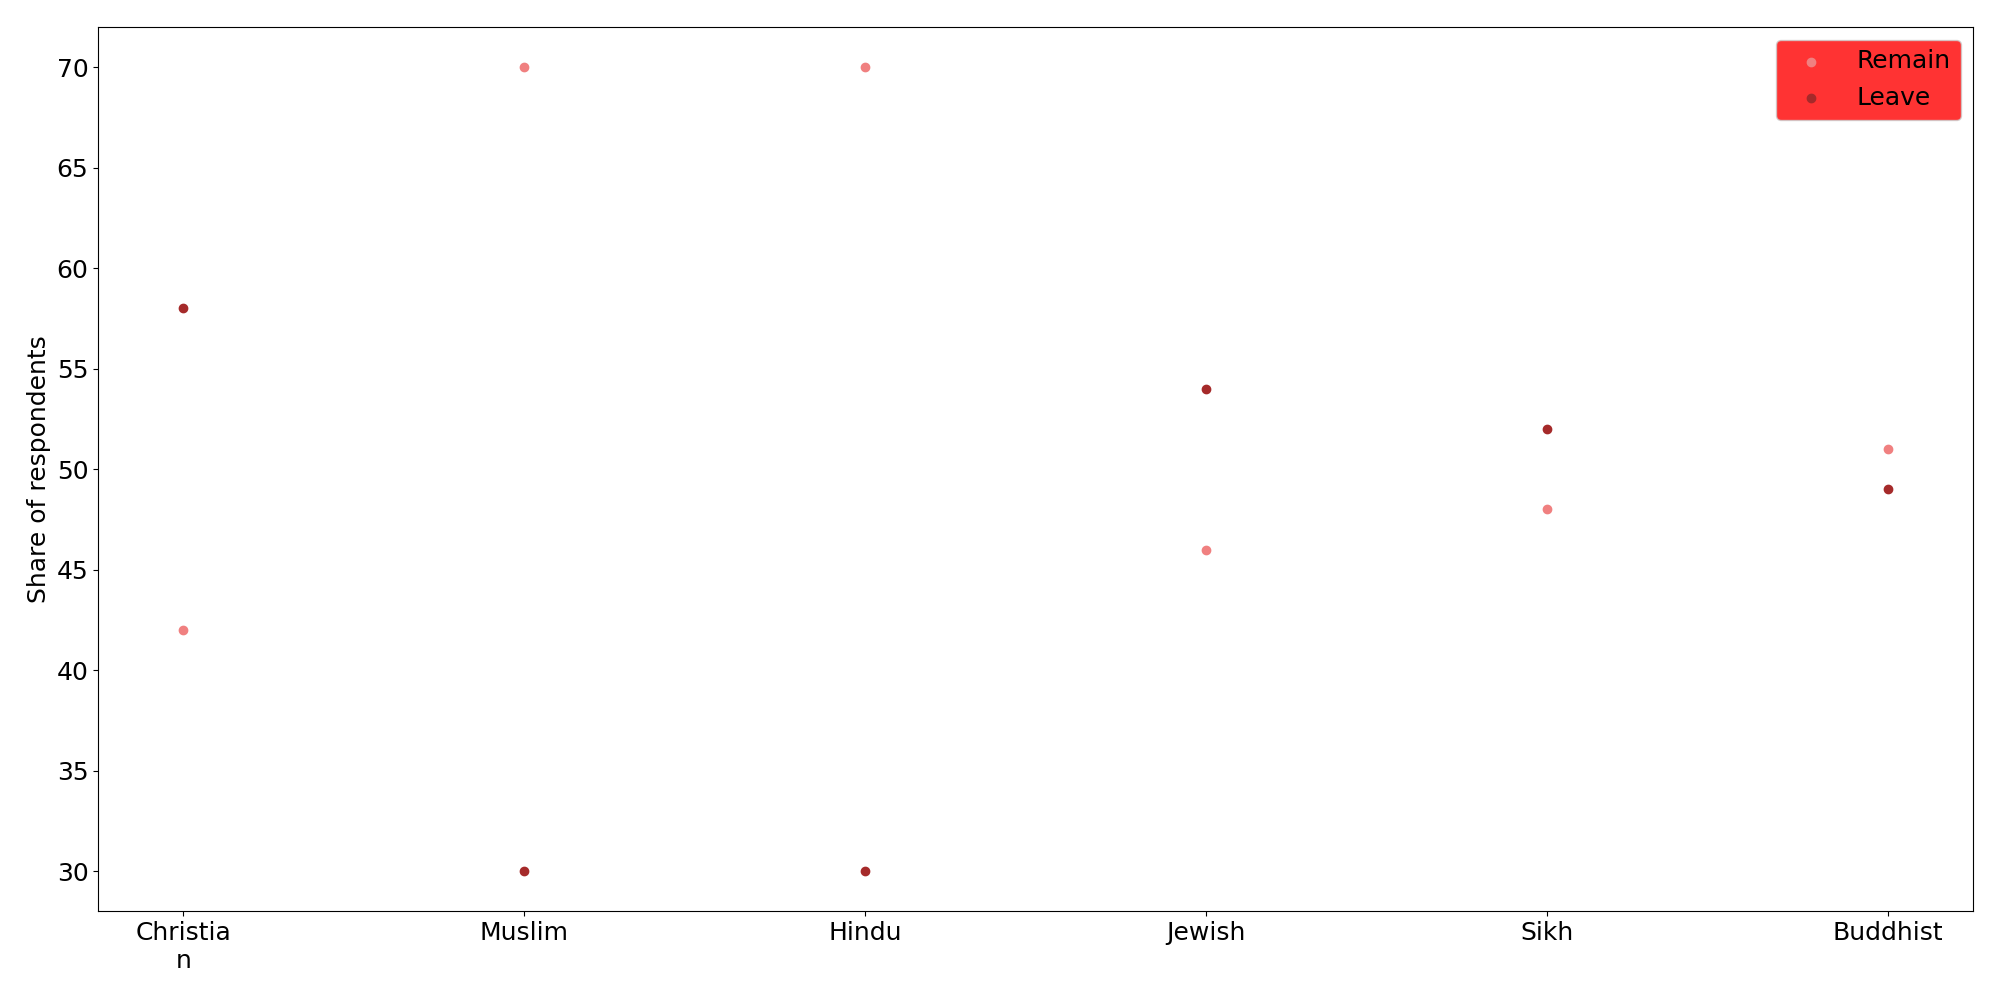 Remain
Leave
70
65
60
55
50
45
40
35
30
Share of respondents
Christia
n
Muslim
Hindu
Jewish
Sikh
Buddhist